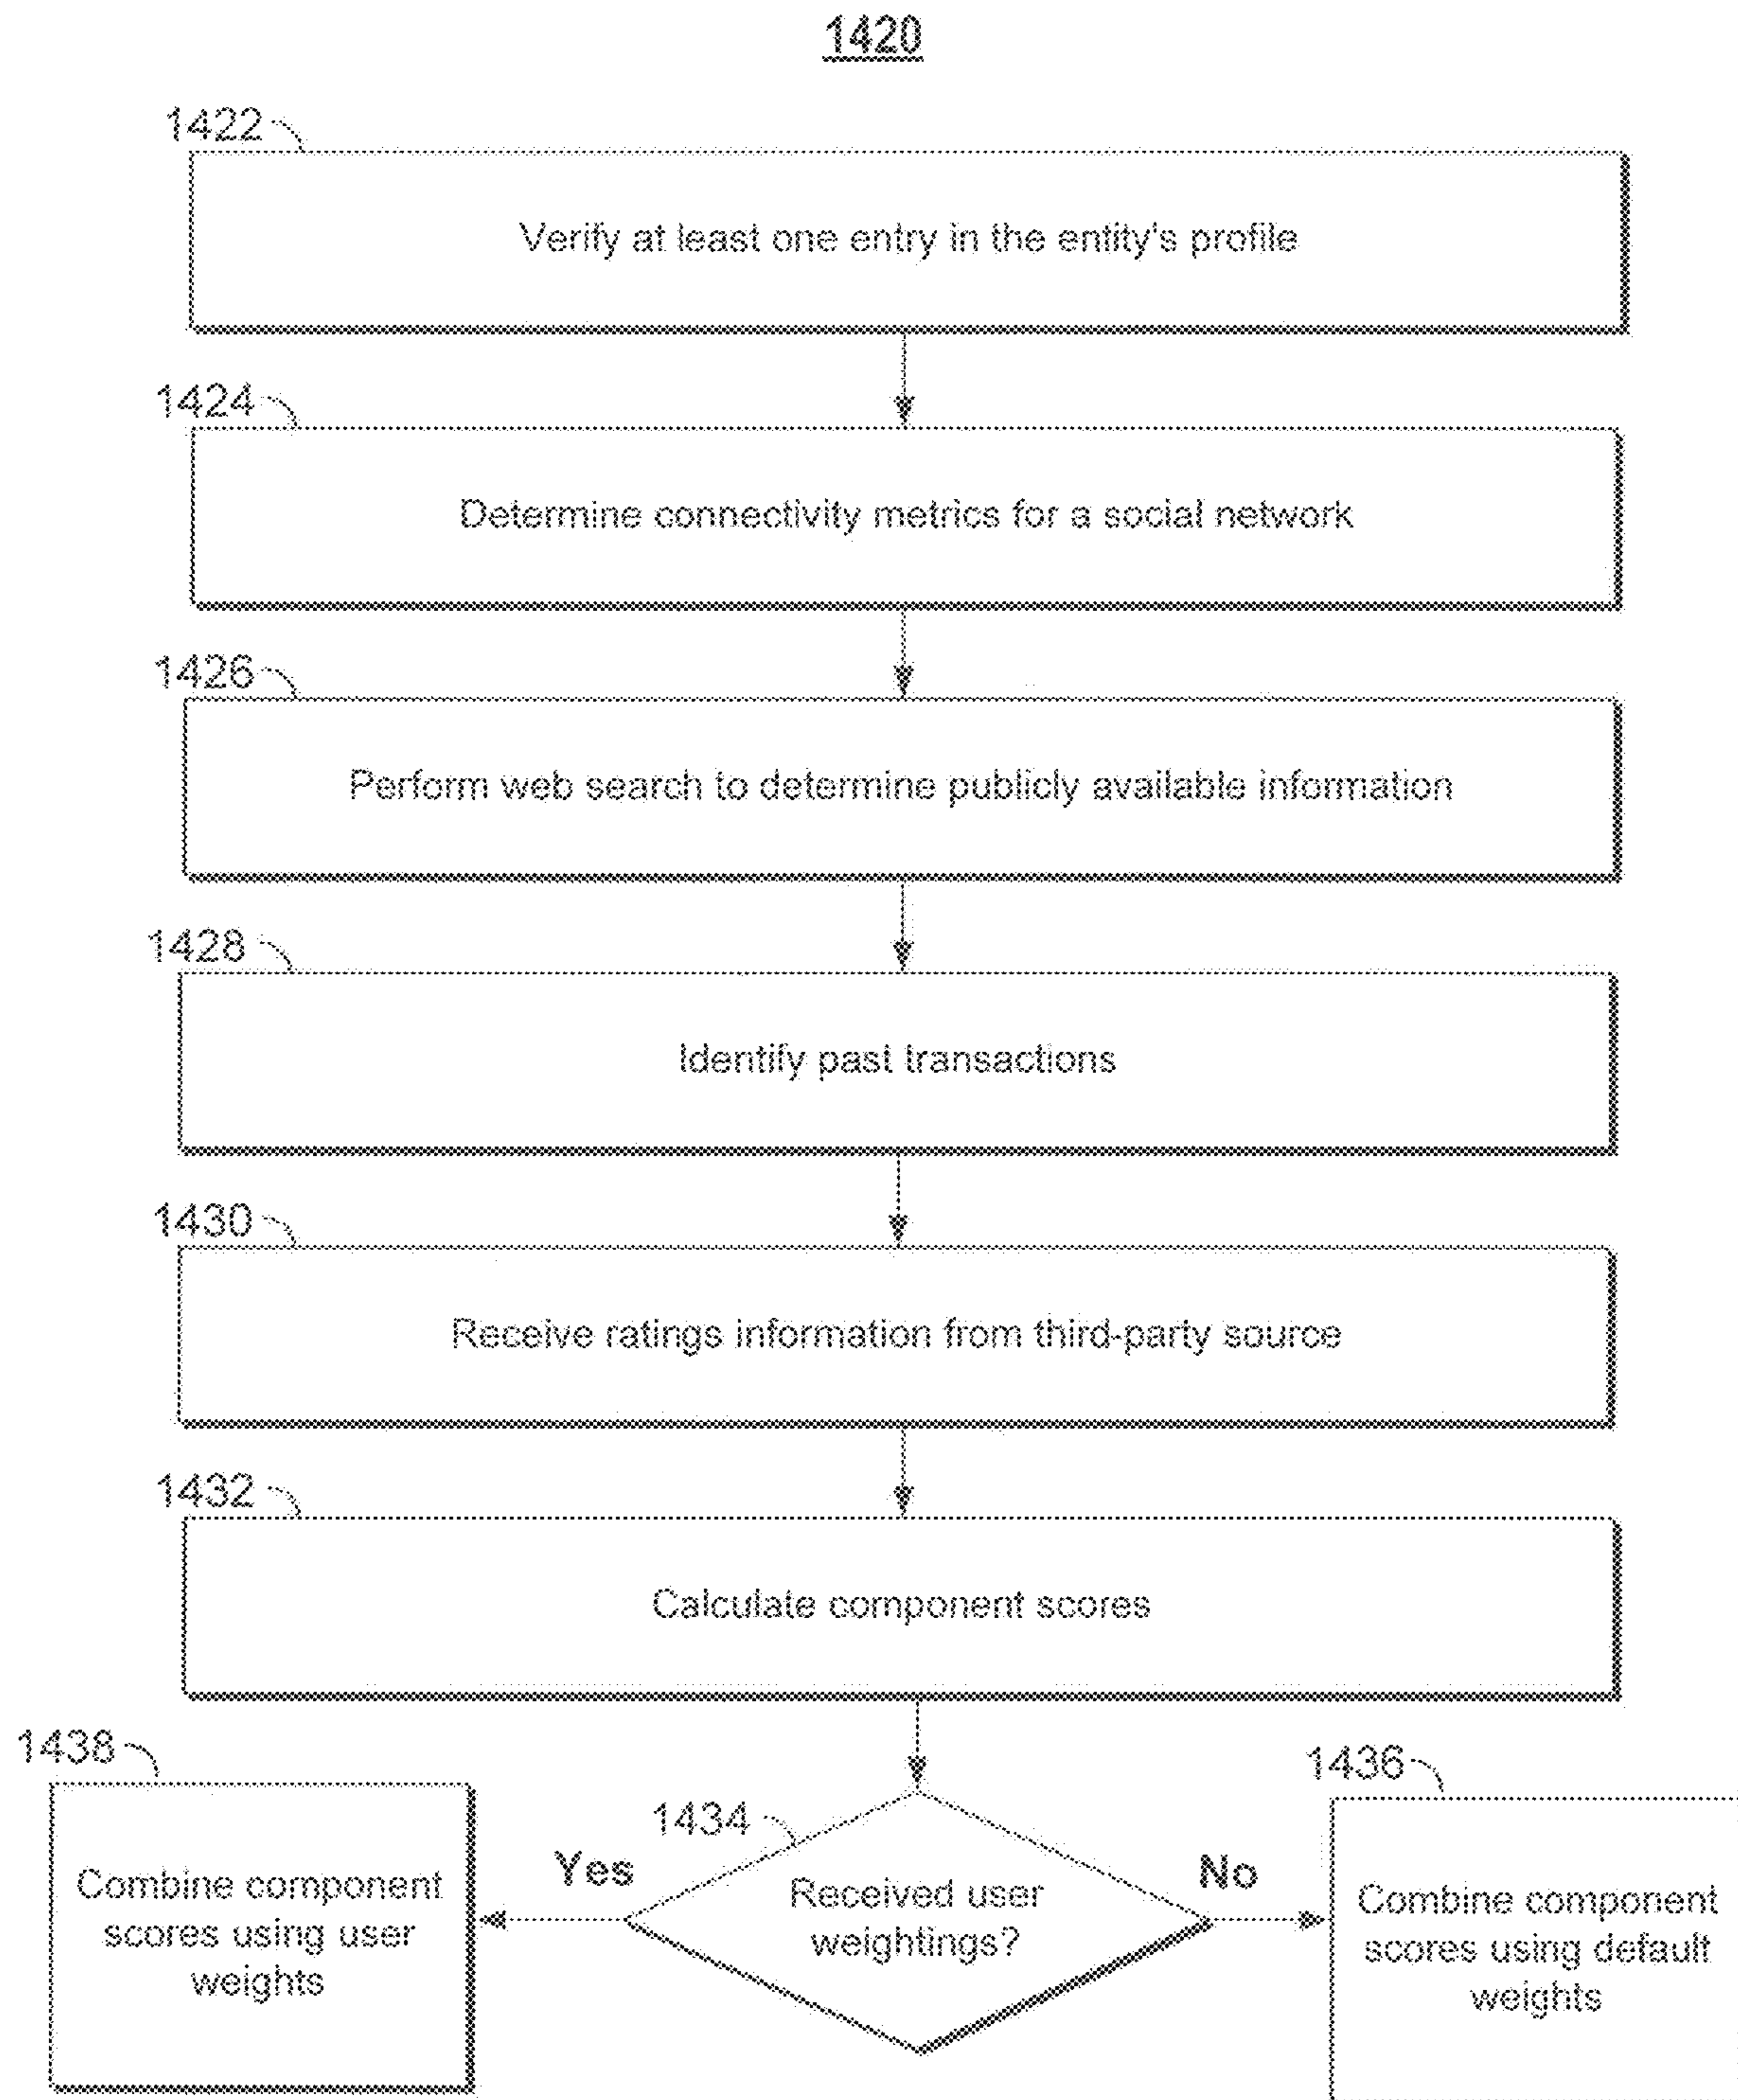 1420
1422
Verify at least one entry in the entity's profile
1424
Determine connectivity metrics for a social network
1426
Perform web search to determine publicly available information
1428
Identify past transactions
1430
Receive ratings information from third-party source
1432
Calculate component scores
1438
Combine component
scores using user
weights
Yes
1434
Received user
weightings?
No
1436
Combine component
scores using default
weights